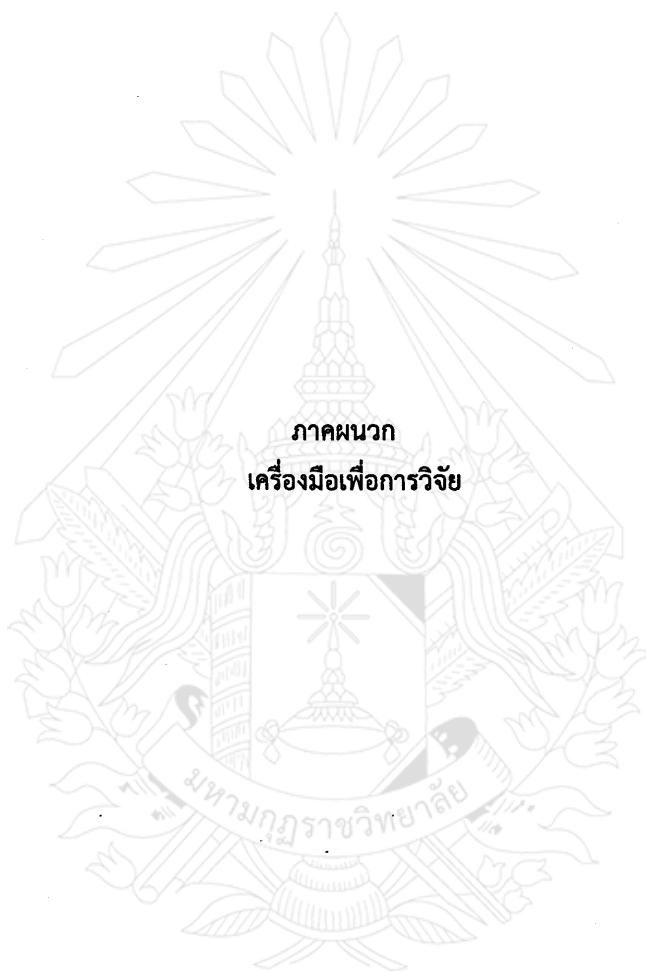 ภาคผนวก
เครื่องมือเพื่อการวิจัย
มหามกุฏราชวิทยาลัย